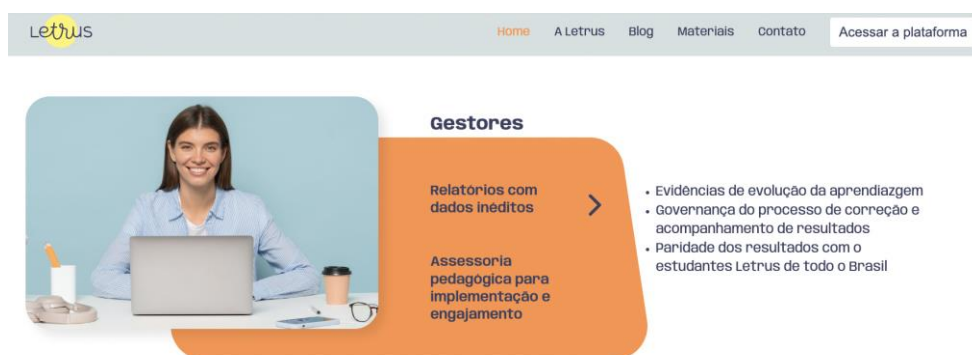 Letrus
Home A Letrus Blog Materiais Contato Acessar a plataforma
Gestores
Relatórios com
dados inéditos
Assessoria
pedagógica para
implementação e
engajamento
• Evidências de evolução da aprendiazgem
• Governança do processo de correção e
acompanhamento de resultados
• Paridade dos resultados com o
estudantes Letrus de todo o Brasil